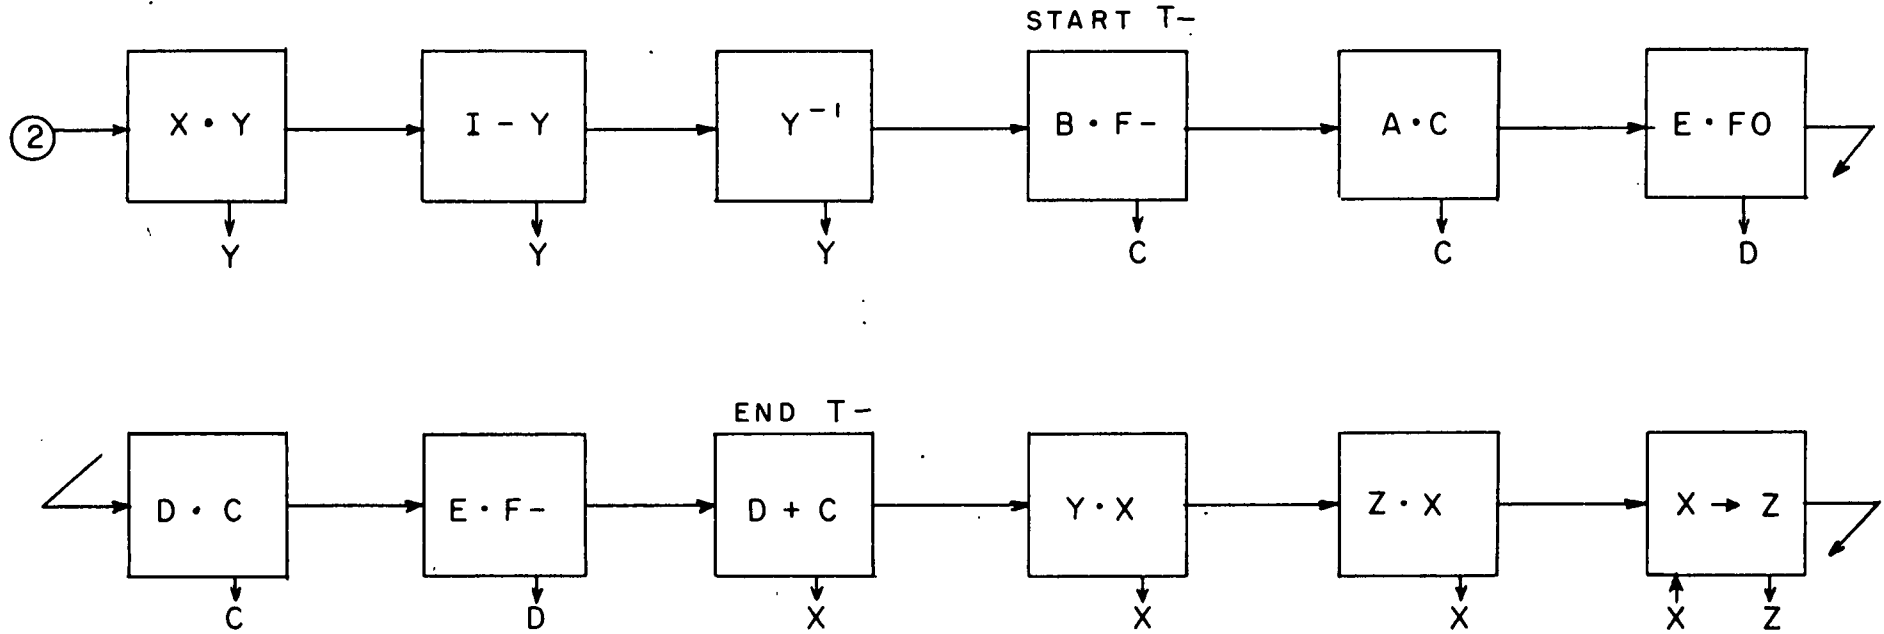 START T-
2
X • Y
I - Y
Y⁻¹
B • F-
A • C
E • FO
Y
Y
Y
C
C
D
END T-
D • C
E • F-
D + C
Y • X
Z • X
X → Z
C
D
X
X
X
X
Z